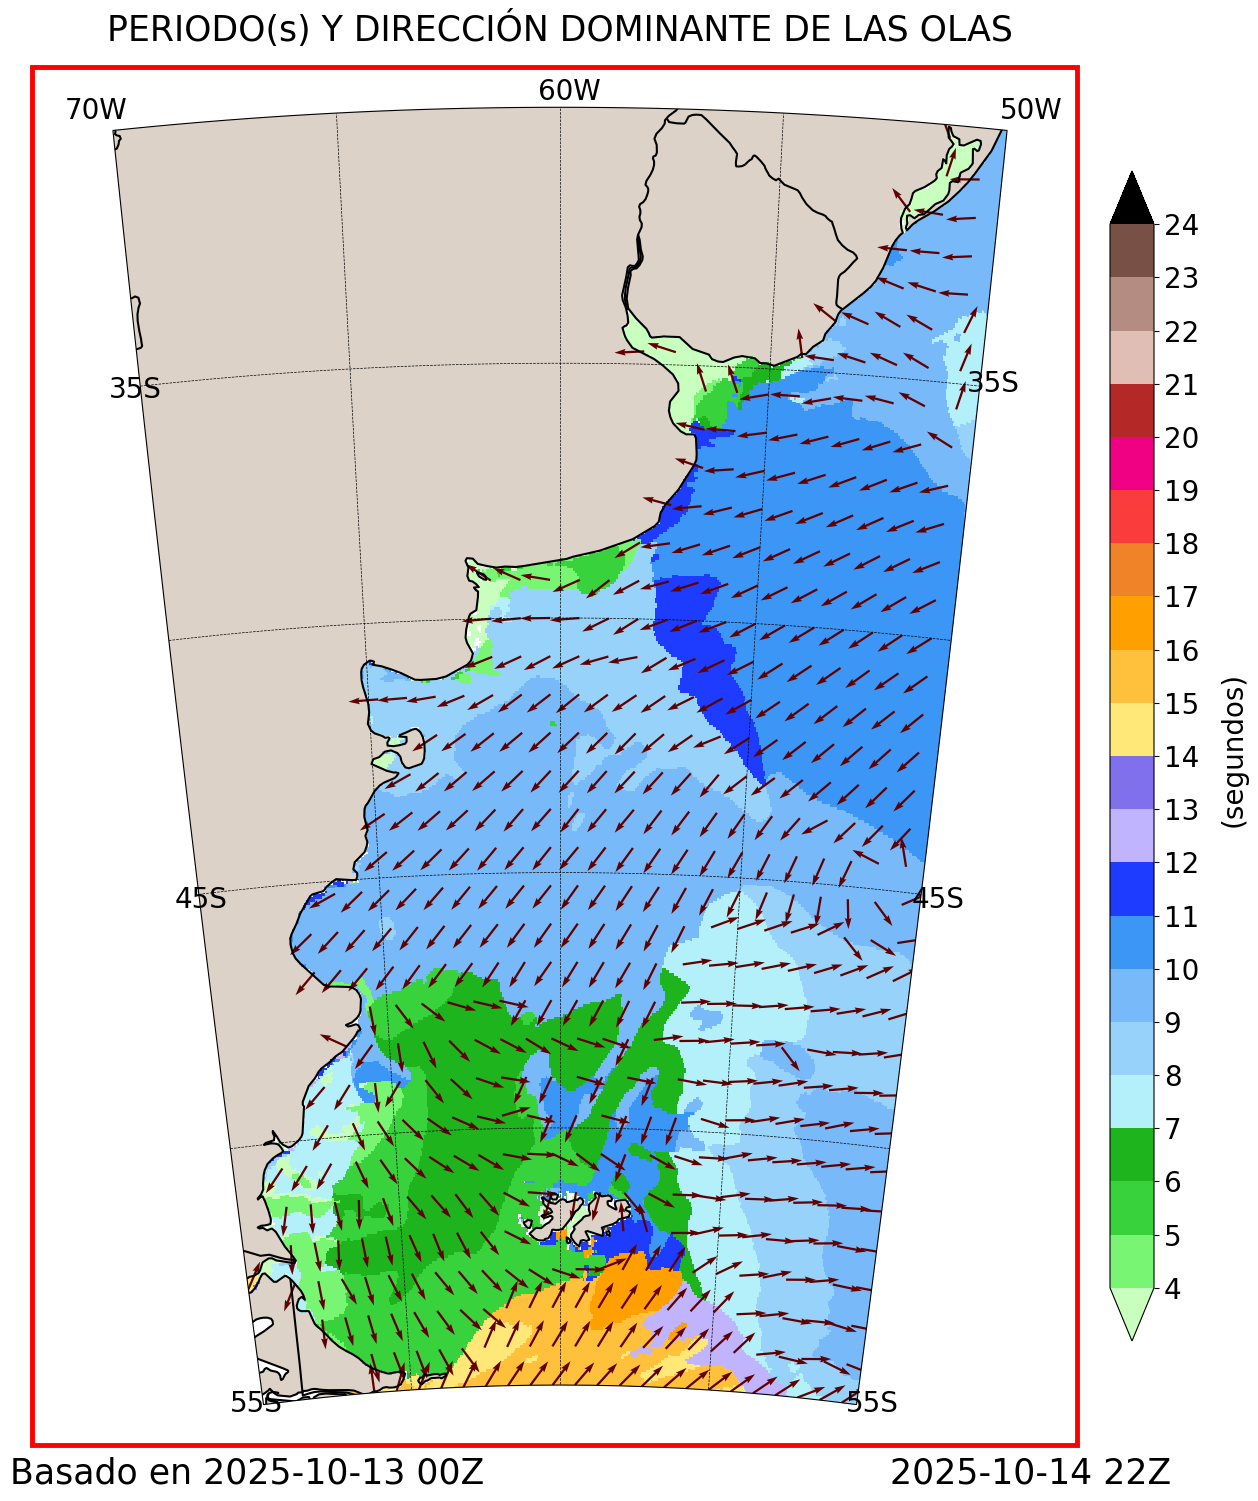 PERIODO(s) Y DIRECCIÓN DOMINANTE DE LAS OLAS
70W
60W
50W
35S
35S
45S
45S
55S
55S
24
23
22
21
20
19
18
17
16
15
14
13
12
11
10
9
8
7
6
5
4
(segundos)
Basado en 2025-10-13 00Z
2025-10-14 22Z